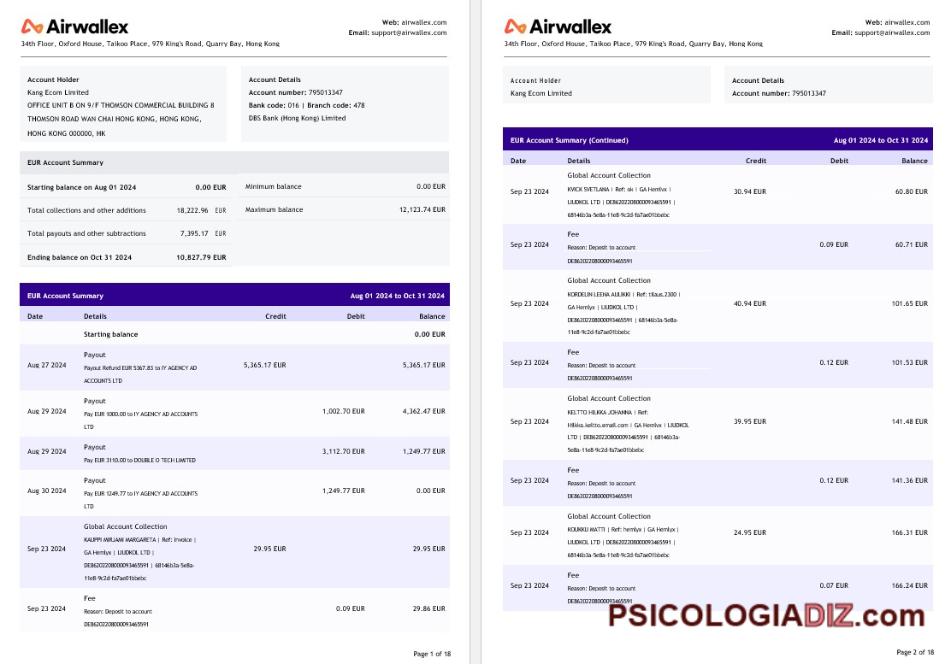 Airwallex
Web: airwallex.com
Email: support@airwallex.com
34th Floor, Oxford House, Taikoo Place, 979 King's Road, Quarry Bay, Hong Kong
Account Holder
Kang Ecom Limited
OFFICE UNIT B ON 9/F THOMSON COMMERCIAL BUILDING 8
THOMSON ROAD WAN CHAI HONG KONG, HONG KONG,
HONG KONG 000000, HK
Account Details
Account number: 795013347
Bank code: 016 | Branch code: 478
DBS Bank (Hong Kong) Limited
EUR Account Summary
Starting balance on Aug 01 2024 0.00 EUR Minimum balance 0.00 EUR
Total collections and other additions 18,222.96 EUR Maximum balance 12,123.74 EUR
Total payouts and other subtractions 7,395.17 EUR
Ending balance on Oct 31 2024 10,827.79 EUR
EUR Account Summary Aug 01 2024 to Oct 31 2024
Date Details Credit Debit Balance
Starting balance 0.00 EUR
Payout
Aug 27 2024 Payout Refund EUR 5367.83 to IY AGENCY AD 5,365.17 EUR 5,365.17 EUR
ACCOUNTS LTD
Payout
Aug 29 2024 Pay EUR 1000.00 to IY AGENCY AD ACCOUNTS 1,002.70 EUR 4,362.47 EUR
LTD
Payout
Aug 29 2024 3,112.70 EUR 1,249.77 EUR
Pay EUR 3110.00 to DOUBLE O TECH LIMITED
Payout
Aug 30 2024 Pay EUR 1249.77 to IY AGENCY AD ACCOUNTS 1,249.77 EUR 0.00 EUR
LTD
Global Account Collection
KAUPPI MIRJAM MARGARETA | Ref: Invoice |
Sep 23 2024 GA Hemlyx | LIUDKOL LTD | 29.95 EUR 29.95 EUR
DE86202208000093465591 | 68146b3a-5e8a-
11e8-9c2d-fa7ae01bbebc
Fee
Sep 23 2024 Reason: Deposit to account 0.09 EUR 29.86 EUR
DE86202208000093465591
Page 1 of 18
Airwallex
Web: airwallex.com
Email: support@airwallex.com
34th Floor, Oxford House, Taikoo Place, 979 King's Road, Quarry Bay, Hong Kong
Account Holder
Kang Ecom Limited
Account Details
Account number: 795013347
EUR Account Summary (Continued) Aug 01 2024 to Oct 31 2024
Date Details Credit Debit Balance
Global Account Collection
Sep 23 2024 KVICK SVETLANA | Ref: ok | GA Hemlyx | 30.94 EUR 60.80 EUR
LIUDKOL LTD | DE86202208000093465591 |
68146b3a-5e8a-11e8-9c2d-fa7ae01bbebc
Fee
Sep 23 2024 Reason: Deposit to account 0.09 EUR 60.71 EUR
DE86202208000093465591
Global Account Collection
KORDELIN LEENA AULIKKI | Ref: tilaus.2300 |
Sep 23 2024 GA Hemlyx | LIUDKOL LTD | 40.94 EUR 101.65 EUR
DE86202208000093465591 | 68146b3a-5e8a-
11e8-9c2d-fa7ae01bbebc
Fee
Sep 23 2024 Reason: Deposit to account 0.12 EUR 101.53 EUR
DE86202208000093465591
Global Account Collection
KELTTO HILKKA JOHANNA | Ref:
Sep 23 2024 Hilkka.keltto.email.com | GA Hemlyx | LIUDKOL 39.95 EUR 141.48 EUR
LTD | DE86202208000093465591 | 68146b3a-
5e8a-11e8-9c2d-fa7ae01bbebc
Fee
Sep 23 2024 Reason: Deposit to account 0.12 EUR 141.36 EUR
DE86202208000093465591
Global Account Collection
Sep 23 2024 KOUKKU MATTI | Ref: hemlyx | GA Hemlyx | 24.95 EUR 166.31 EUR
LIUDKOL LTD | DE86202208000093465591 |
68146b3a-5e8a-11e8-9c2d-fa7ae01bbebc
Fee
Sep 23 2024 Reason: Deposit to account 0.07 EUR 166.24 EUR
DE86202208000093465591
PSICOLOGIADIZ.com
Page 2 of 18